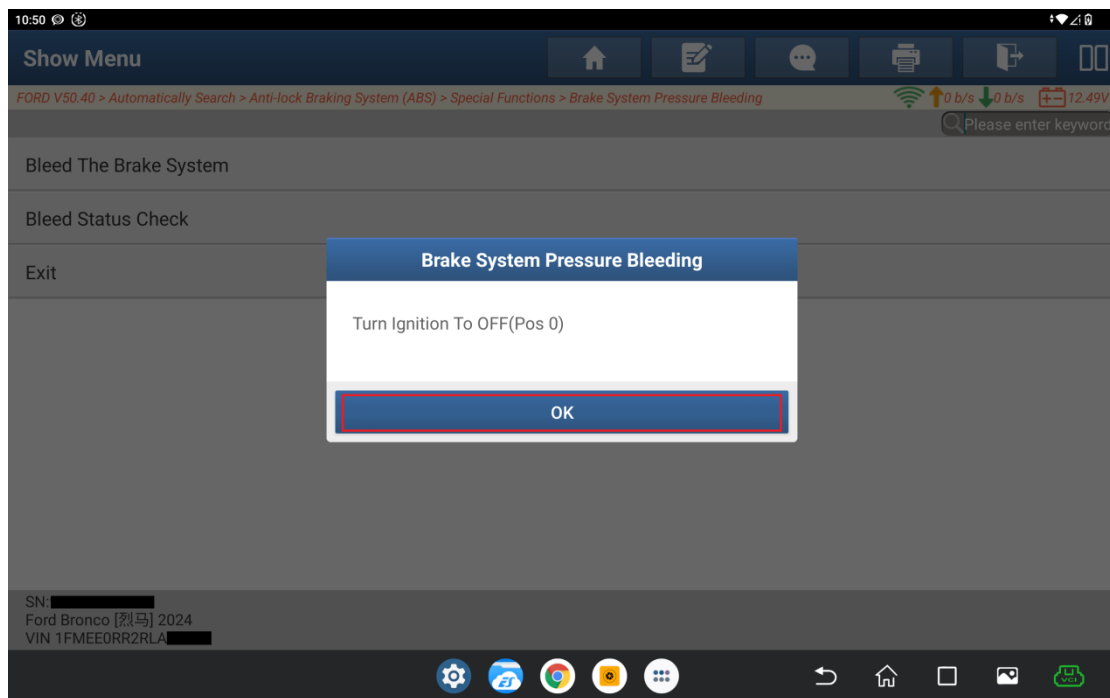 10:50
Show Menu
FORD V50.40 > Automatically Search > Anti-lock Braking System (ABS) > Special Functions > Brake System Pressure Bleeding
0 b/s 0 b/s 12.49V
Please enter keyword
Bleed The Brake System
Bleed Status Check
Exit
Brake System Pressure Bleeding
Turn Ignition To OFF(Pos 0)
OK
SN:
Ford Bronco [烈马] 2024
VIN 1FMEE0RR2RLA
ES
VCI